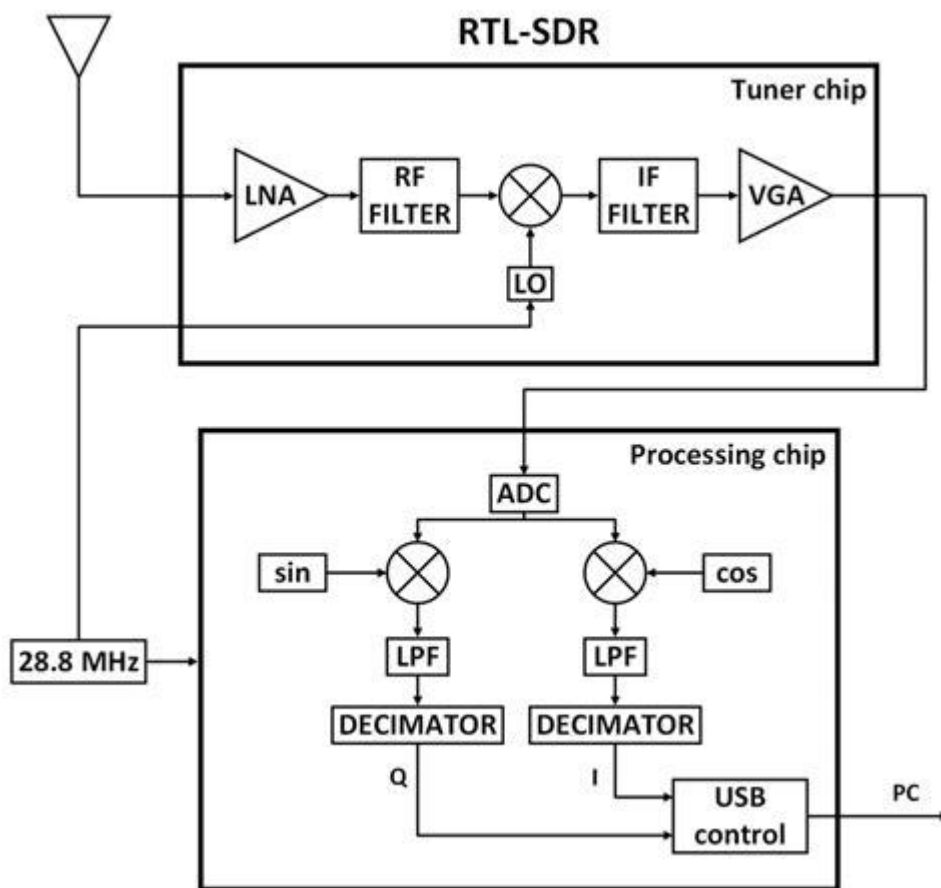 RTL-SDR
Tuner chip
LNA
RF
FILTER
IF
FILTER
VGA
LO
Processing chip
ADC
sin
cos
28.8 MHz
LPF
LPF
DECIMATOR
DECIMATOR
Q
I
USB
control
PC